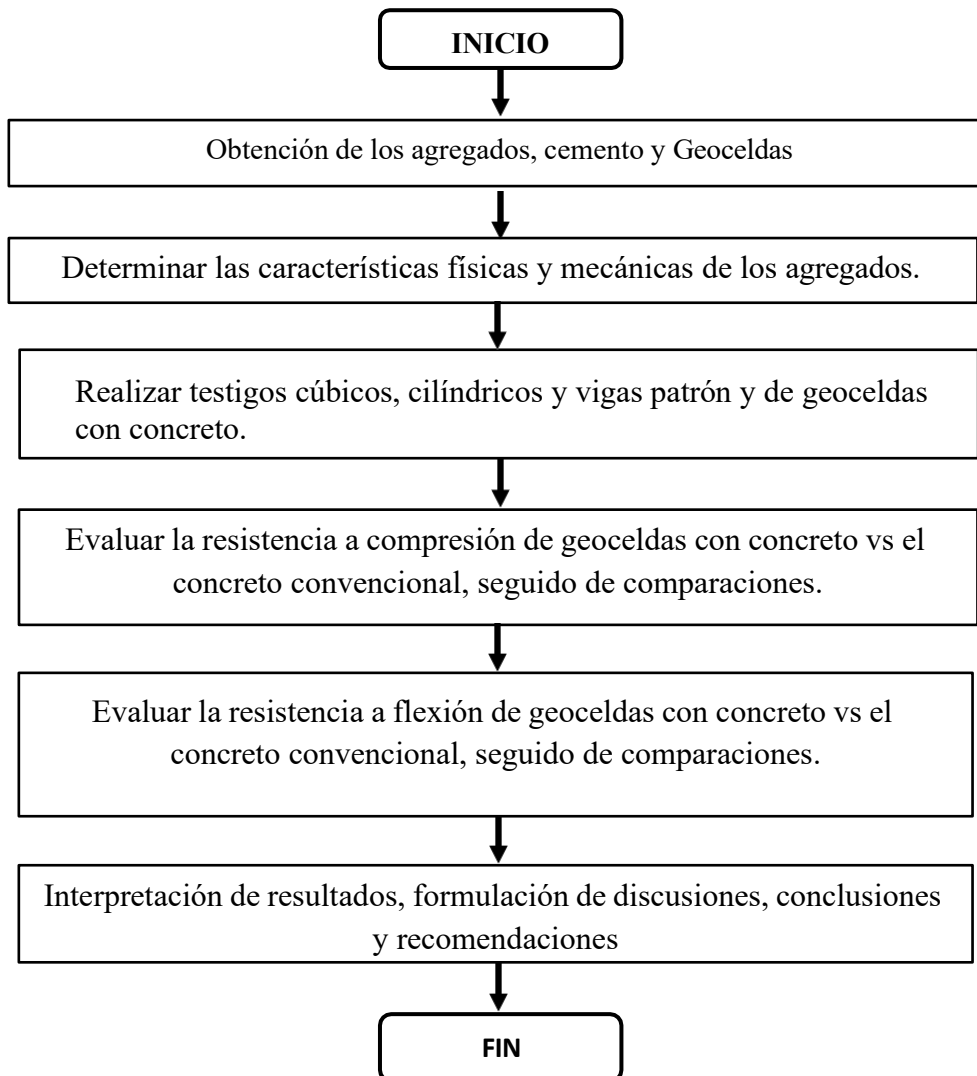 INICIO
Obtención de los agregados, cemento y Geoceldas
Determinar las características físicas y mecánicas de los agregados.
Realizar testigos cúbicos, cilíndricos y vigas patrón y de geoceldas
con concreto.
Evaluar la resistencia a compresión de geoceldas con concreto vs el
concreto convencional, seguido de comparaciones.
Evaluar la resistencia a flexión de geoceldas con concreto vs el
concreto convencional, seguido de comparaciones.
Interpretación de resultados, formulación de discusiones, conclusiones
y recomendaciones
FIN